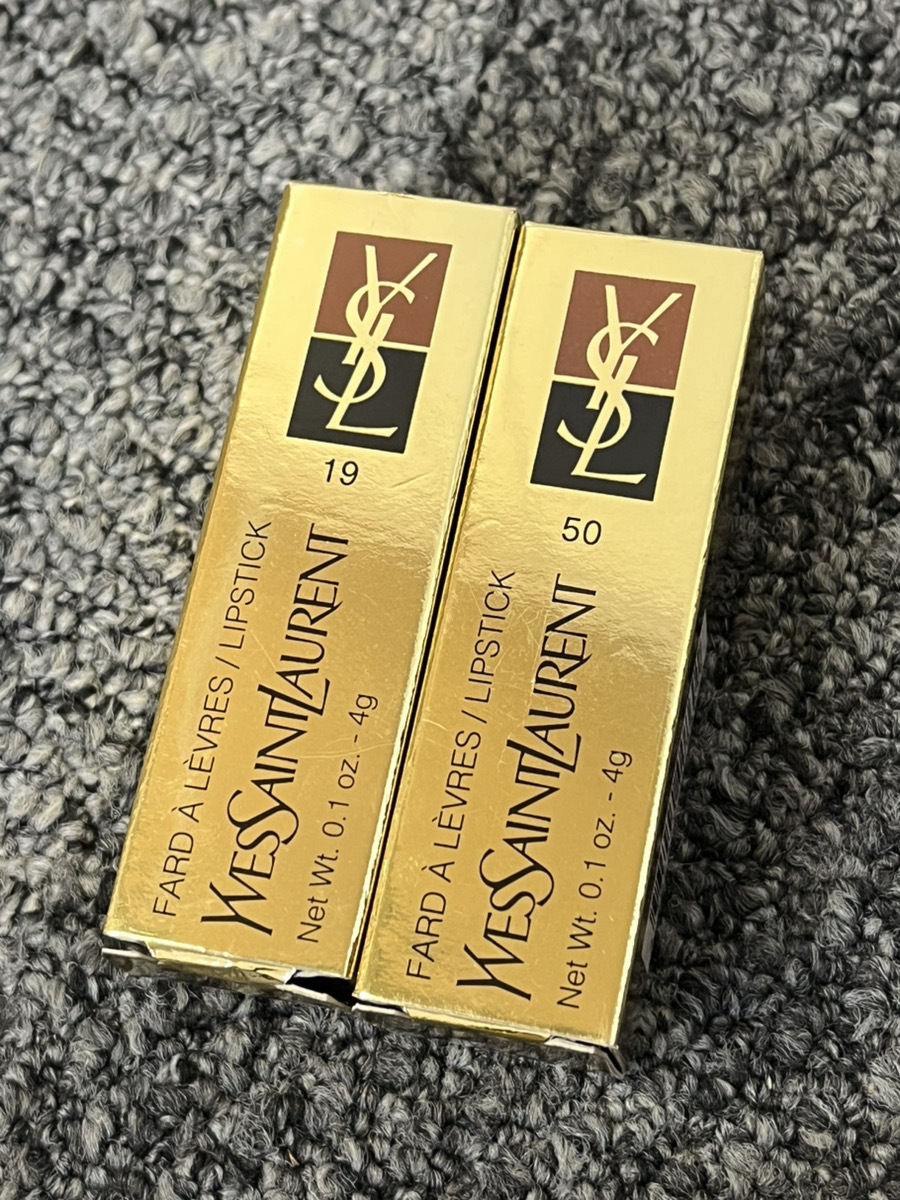 YSL
19
FARD À LÈVRES / LIPSTICK
YVESSAINTLAURENT
Net Wt. 0.1 oz. - 4g
YSL
50
FARD À LÈVRES / LIPSTICK
YVESSAINTLAURENT
Net Wt. 0.1 oz. - 4g